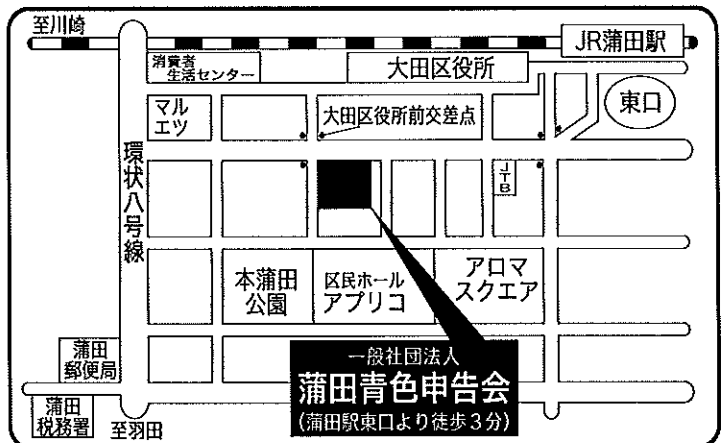 至川崎
JR蒲田駅
消費者
生活センター
大田区役所
東口
マル
エツ
大田区役所前交差点
環状八号線
JTB
本蒲田
公園
区民ホール
アプリコ
アロマ
スクエア
蒲田
郵便局
一般社団法人
蒲田青色申告会
(蒲田駅東口より徒歩3分)
蒲田
税務署
至羽田